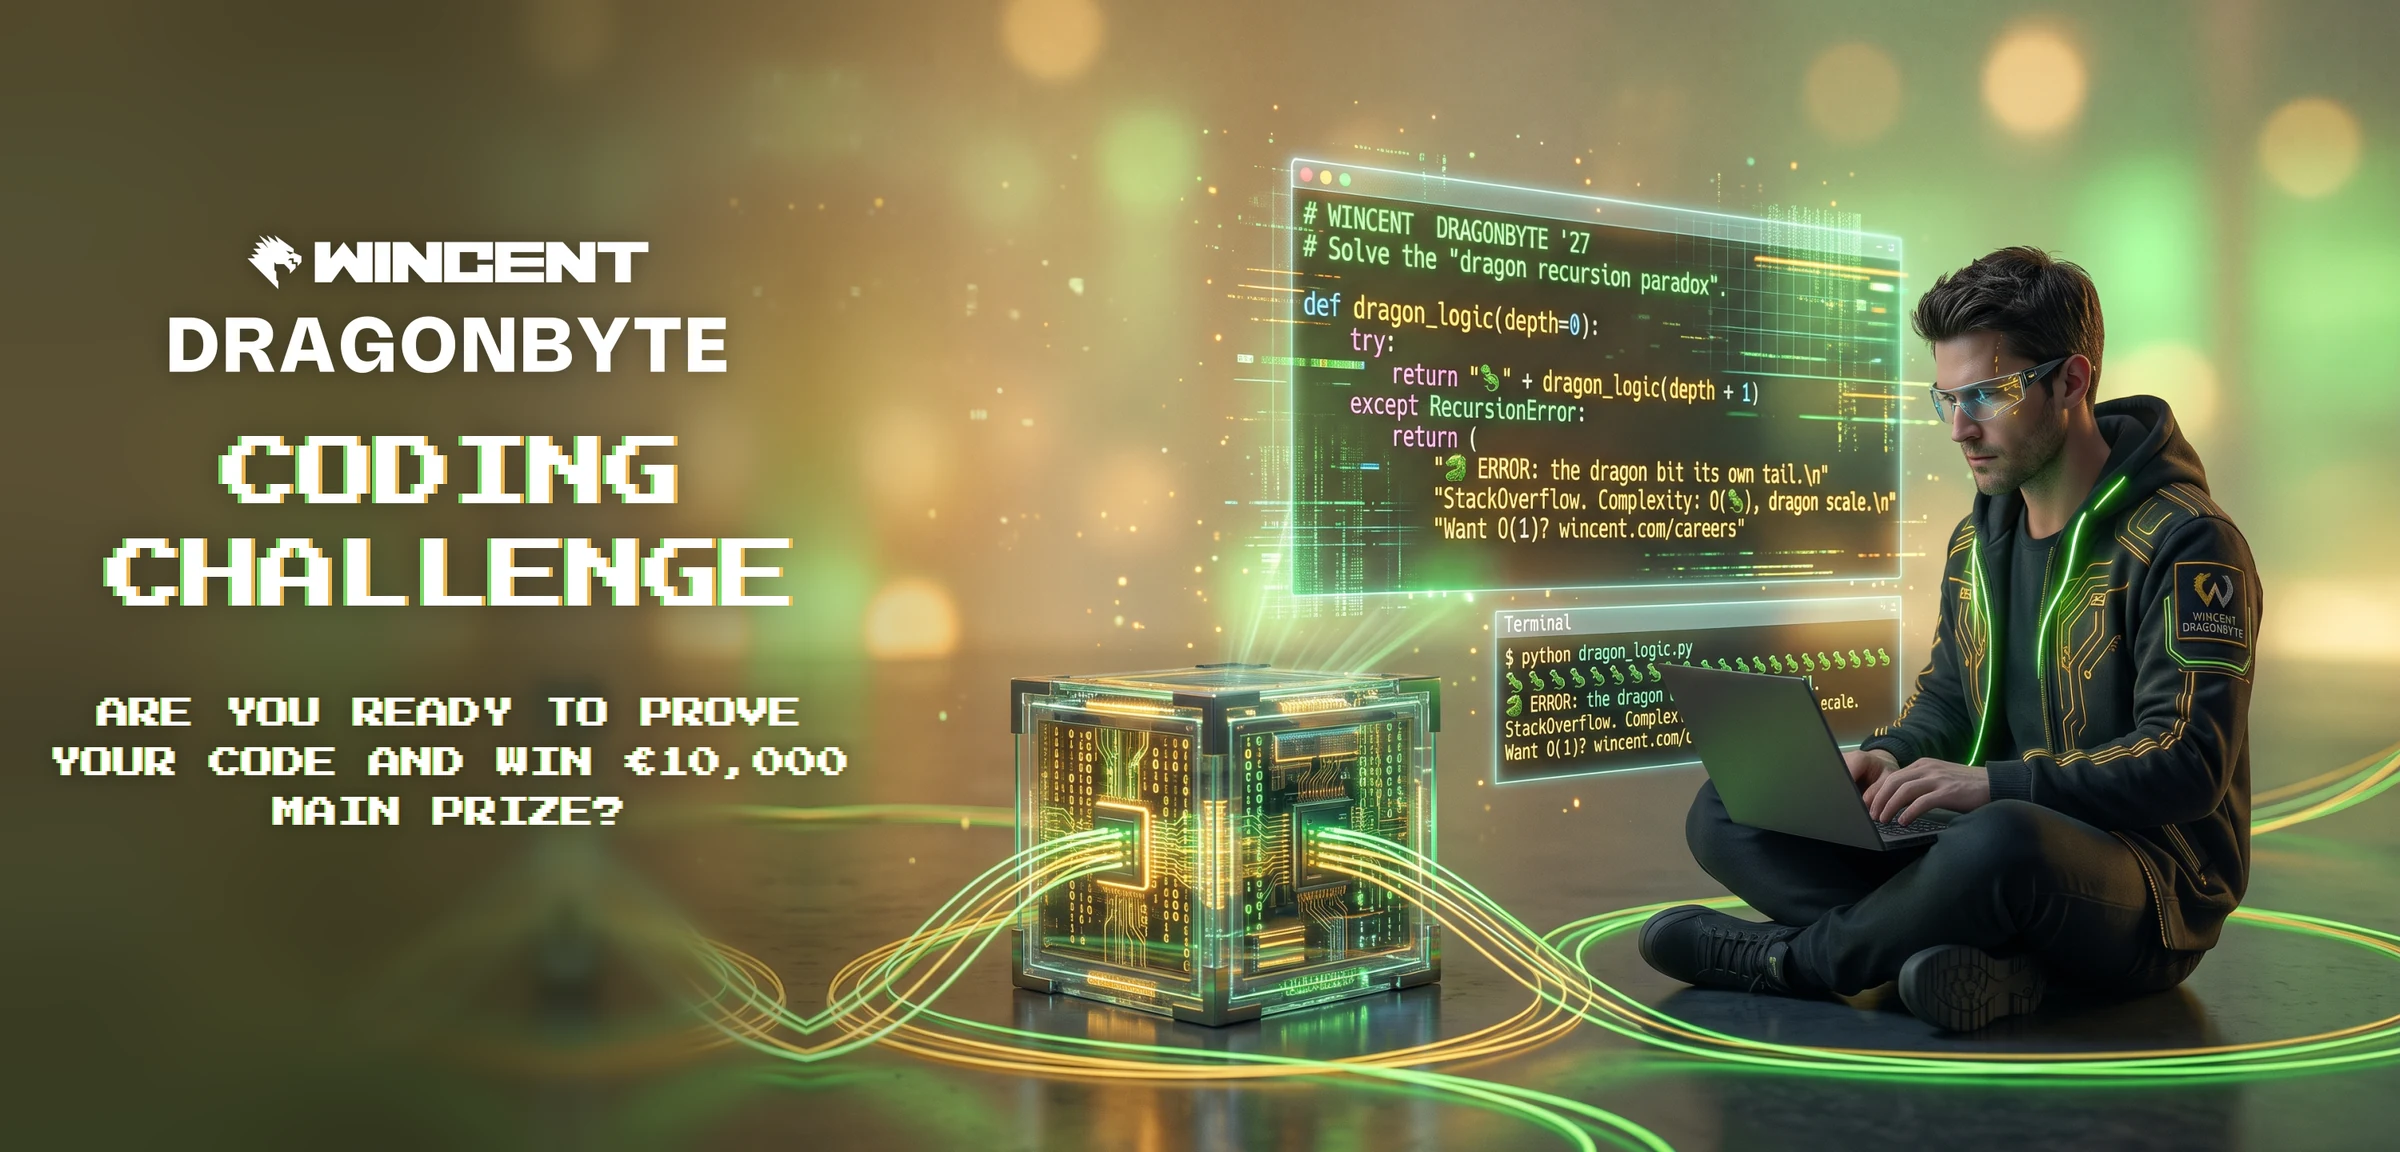 WINCENT
DRAGONBYTE
CODING
CHALLENGE
ARE YOU READY TO PROVE
YOUR CODE AND WIN €10,000
MAIN PRIZE?
# WINCENT DRAGONBYTE '27
# Solve the "dragon recursion paradox".
def dragon_logic(depth=0):
try:
return "🐉" + dragon_logic(depth + 1)
except RecursionError:
return (
"🐲 ERROR: the dragon bit its own tail.\n"
"StackOverflow. Complexity: O(🐉), dragon scale.\n"
"Want O(1)? wincent.com/careers"
Terminal
$ python dragon_logic.py
🐲 ERROR: the dragon
StackOverflow. ecale.
Want O(1)? wincent.com/
WINCENT
DRAGONBYTE